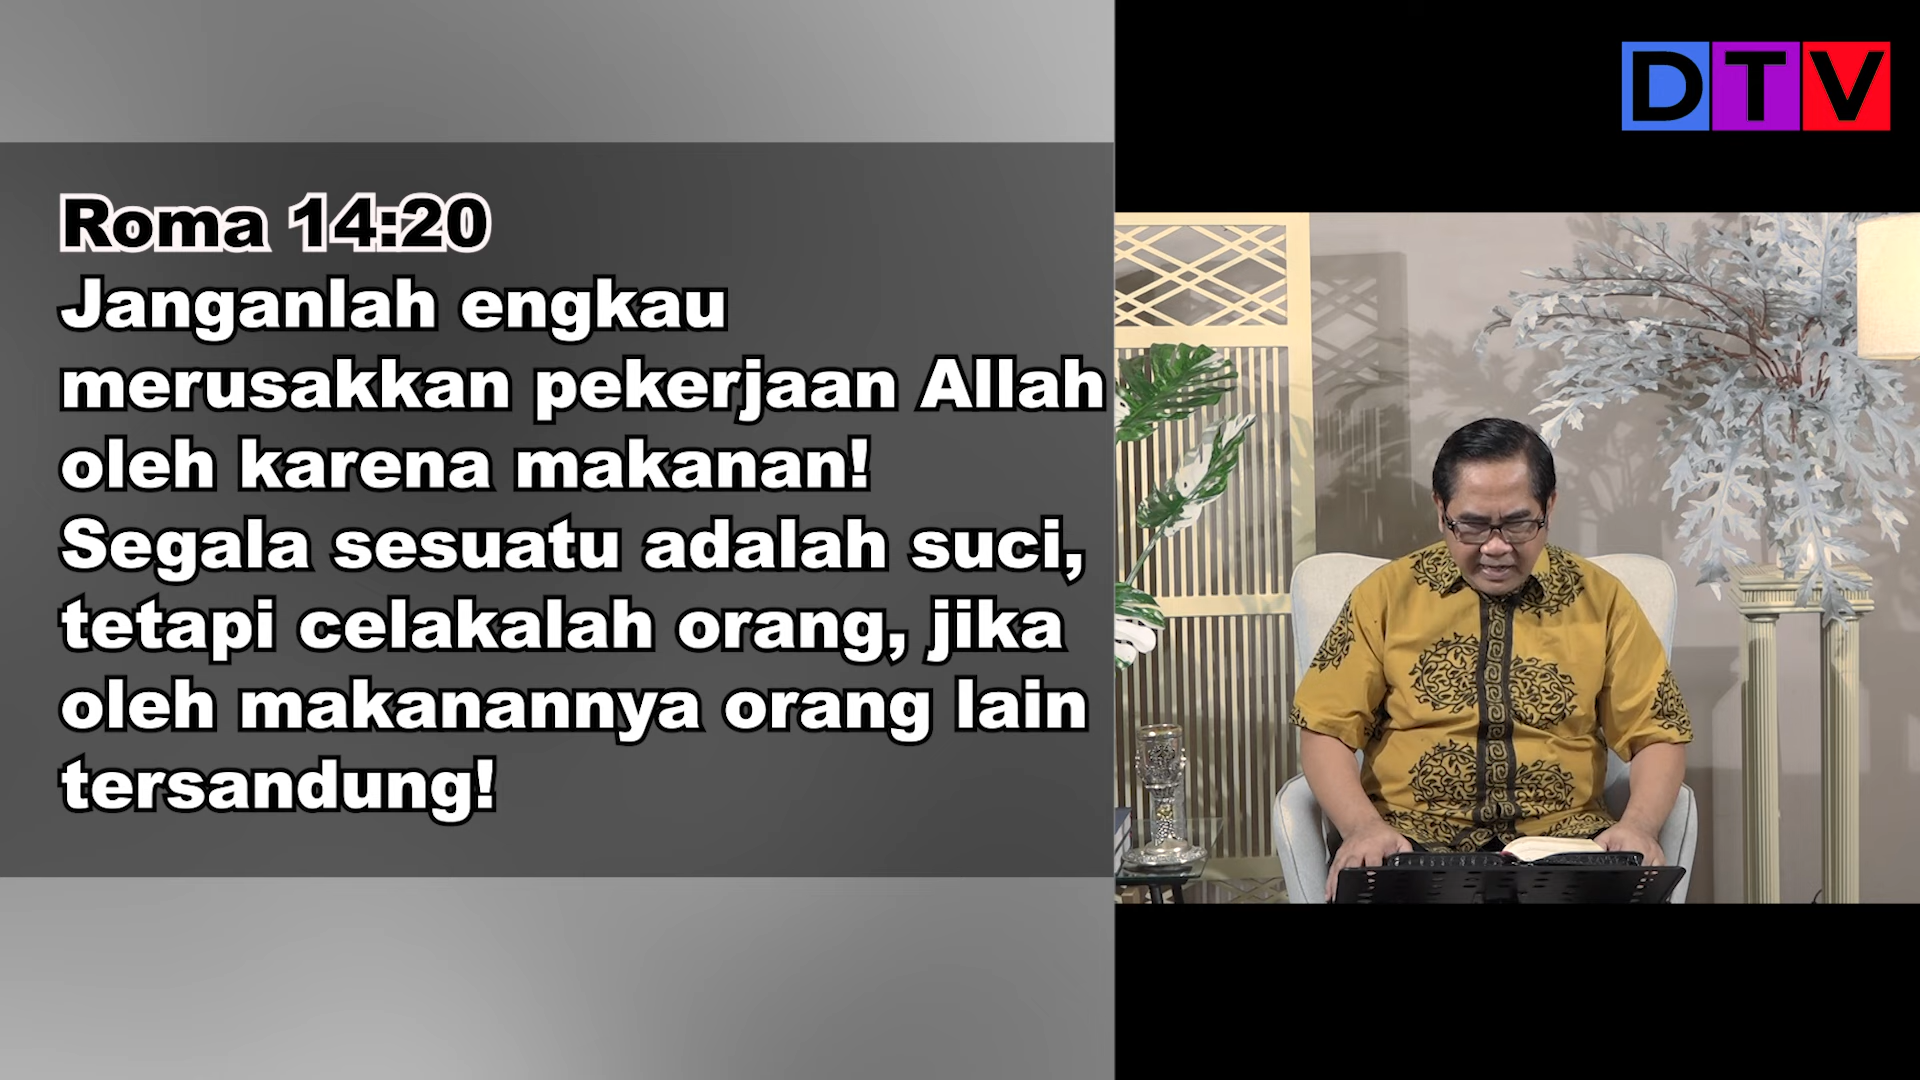 Roma 14:20
Janganlah engkau
merusakkan pekerjaan Allah
oleh karena makanan!
Segala sesuatu adalah suci,
tetapi celakalah orang, jika
oleh makanannya orang lain
tersandung!
DTV